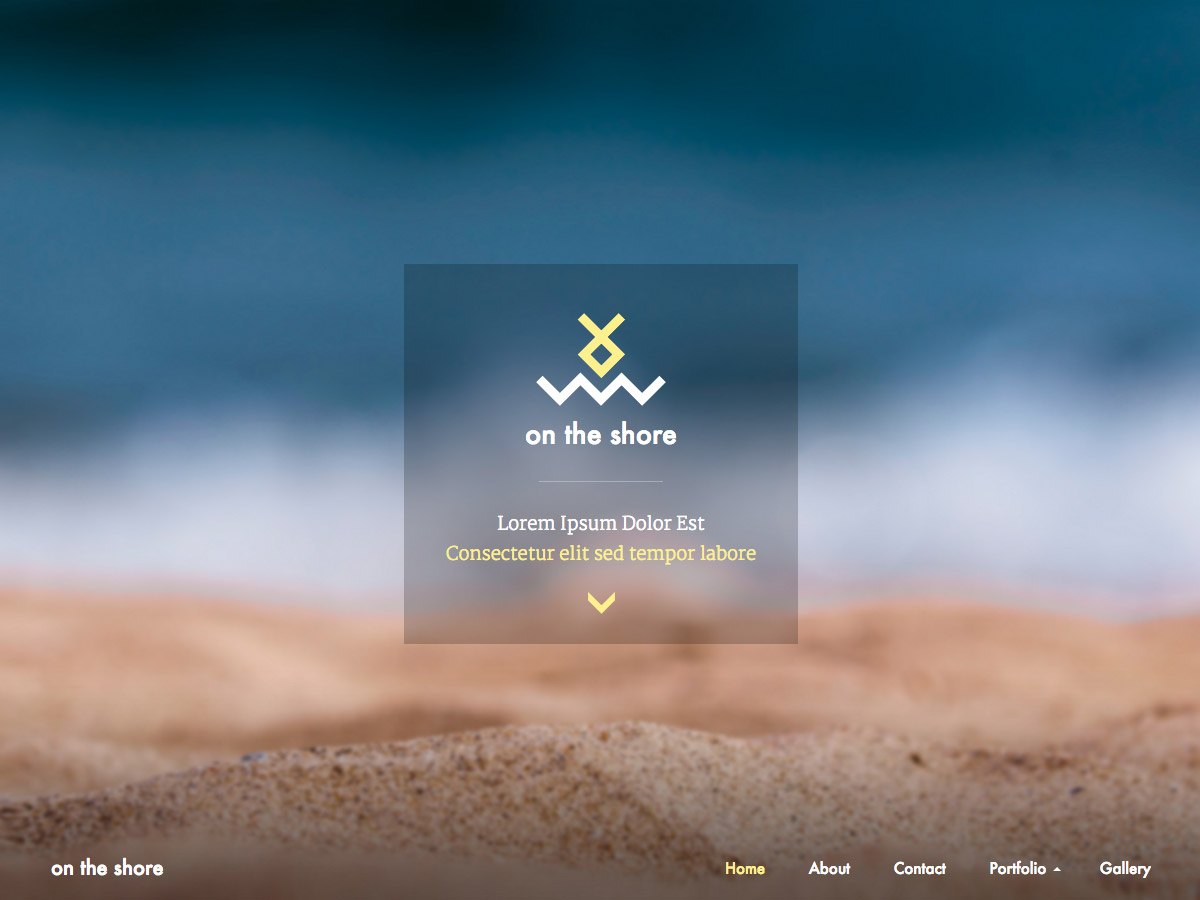 on the shore
Lorem Ipsum Dolor Est
Consectetur elit sed tempor labore
on the shore
Home About Contact Portfolio Gallery